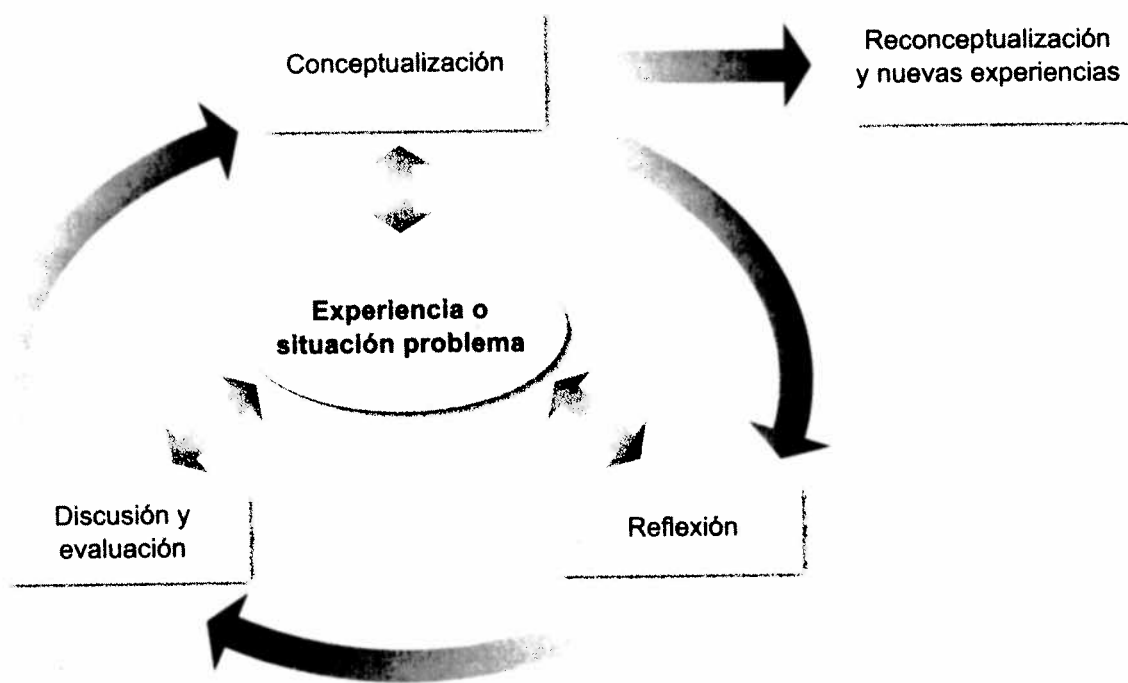 Conceptualización
Reconceptualización
y nuevas experiencias
Experiencia o
situación problema
Discusión y
evaluación
Reflexión